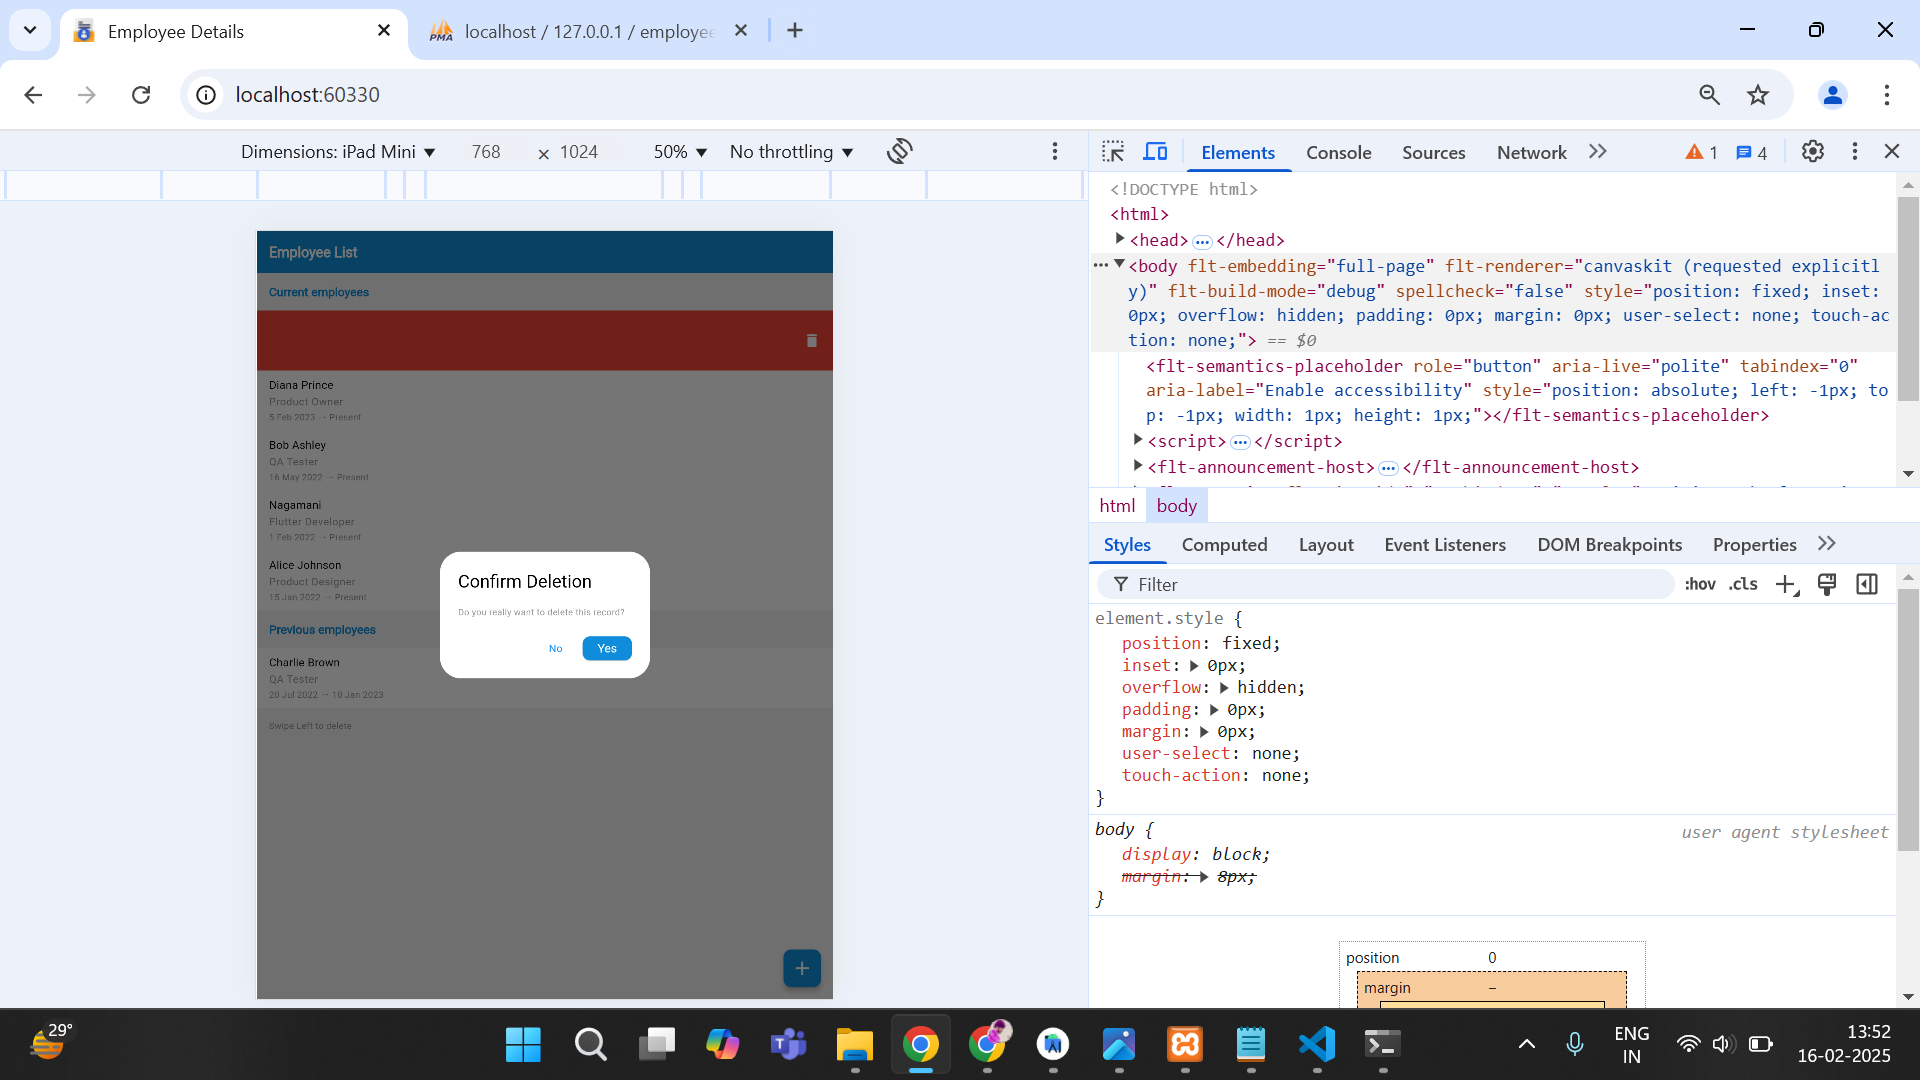 Employee Details
localhost / 127.0.0.1 / employee
localhost:60330
Dimensions: iPad Mini ▼ 768 × 1024 50% ▼ No throttling ▼
Employee List
Current employees
Diana Prince
Product Owner
5 Feb 2023 → Present
Bob Ashley
QA Tester
16 May 2022 → Present
Nagamani
Flutter Developer
1 Feb 2022 → Present
Alice Johnson
Product Designer
15 Jan 2022 → Present
Previous employees
Charlie Brown
QA Tester
20 Jul 2022 → 10 Jan 2023
Swipe Left to delete
Confirm Deletion
Do you really want to delete this record?
No Yes
Elements Console Sources Network 1 4
<!DOCTYPE html>
<html>
<head> … </head>
<body flt-embedding="full-page" flt-renderer="canvaskit (requested explicitl
y)" flt-build-mode="debug" spellcheck="false" style="position: fixed; inset:
0px; overflow: hidden; padding: 0px; margin: 0px; user-select: none; touch-ac
tion: none;"> == $0
<flt-semantics-placeholder role="button" aria-live="polite" tabindex="0"
aria-label="Enable accessibility" style="position: absolute; left: -1px; to
p: -1px; width: 1px; height: 1px;"></flt-semantics-placeholder>
<script> … </script>
<flt-announcement-host> … </flt-announcement-host>
html body
Styles Computed Layout Event Listeners DOM Breakpoints Properties
Filter :hov .cls
element.style {
position: fixed;
inset: 0px;
overflow: hidden;
padding: 0px;
margin: 0px;
user-select: none;
touch-action: none;
}
body { user agent stylesheet
display: block;
margin: 8px;
}
position 0
margin –
29°
ENG
IN
13:52
16-02-2025